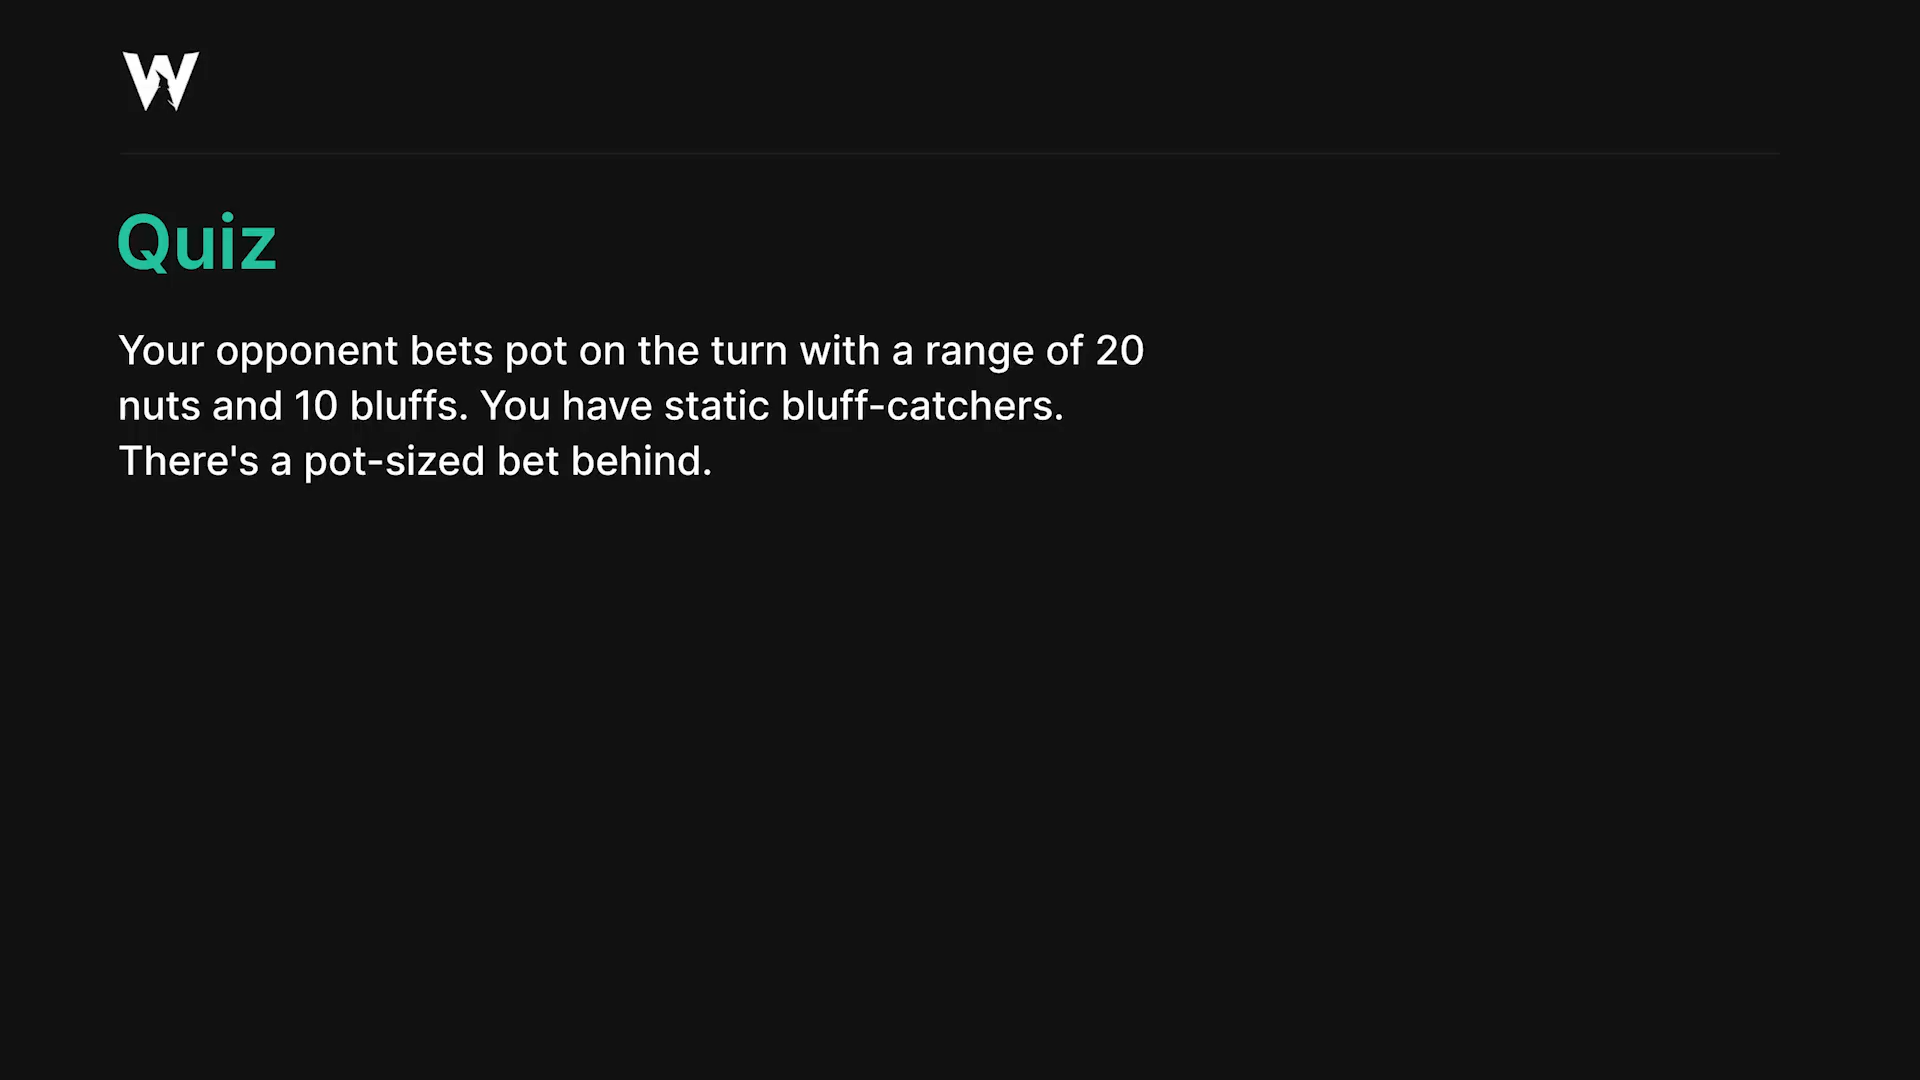 W
Quiz
Your opponent bets pot on the turn with a range of 20
nuts and 10 bluffs. You have static bluff-catchers.
There's a pot-sized bet behind.